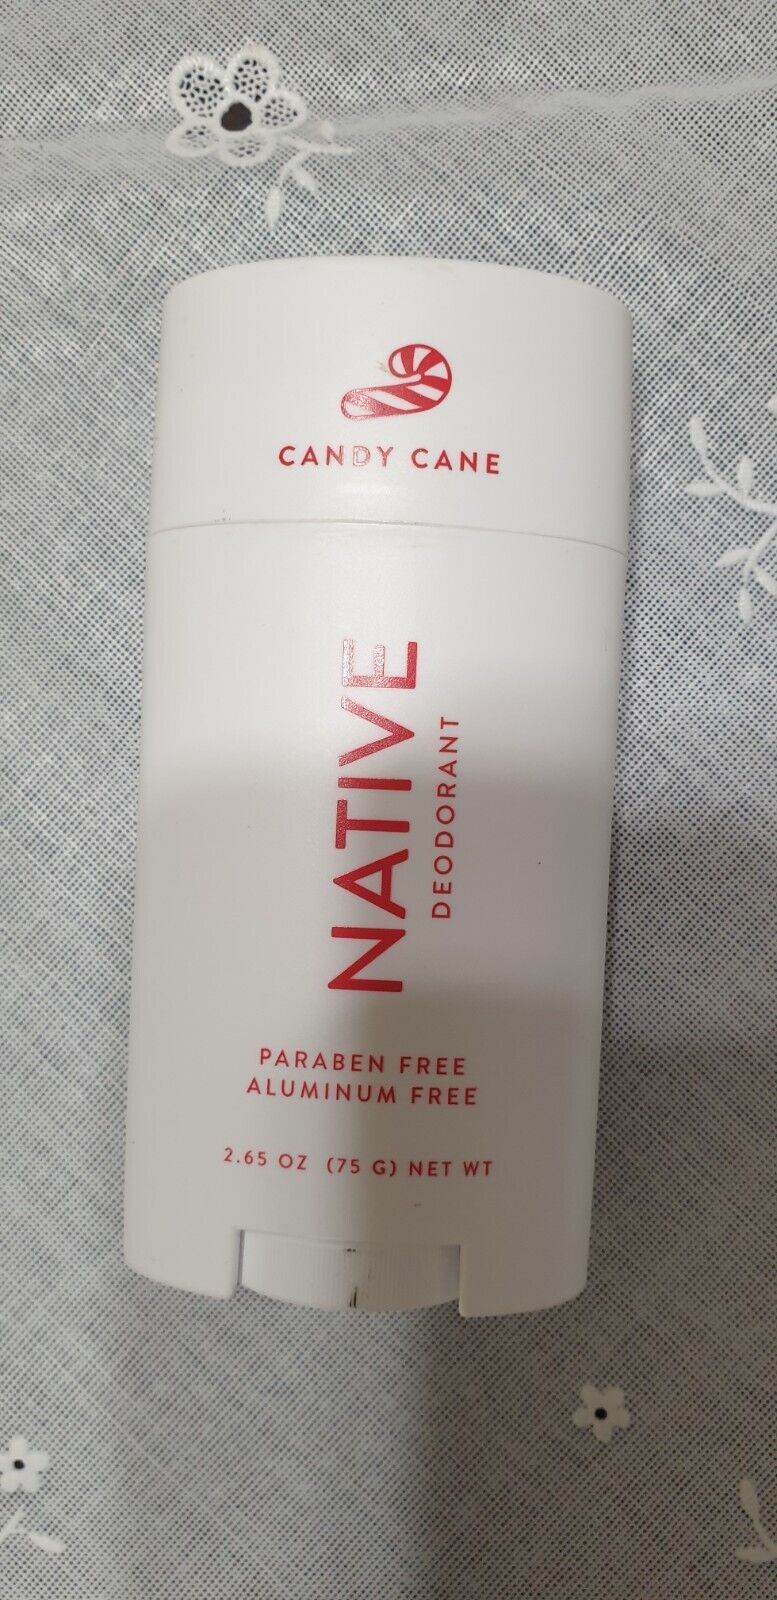 CANDY CANE
NATIVE
DEODORANT
PARABEN FREE
ALUMINUM FREE
2.65 OZ (75 G) NET WT